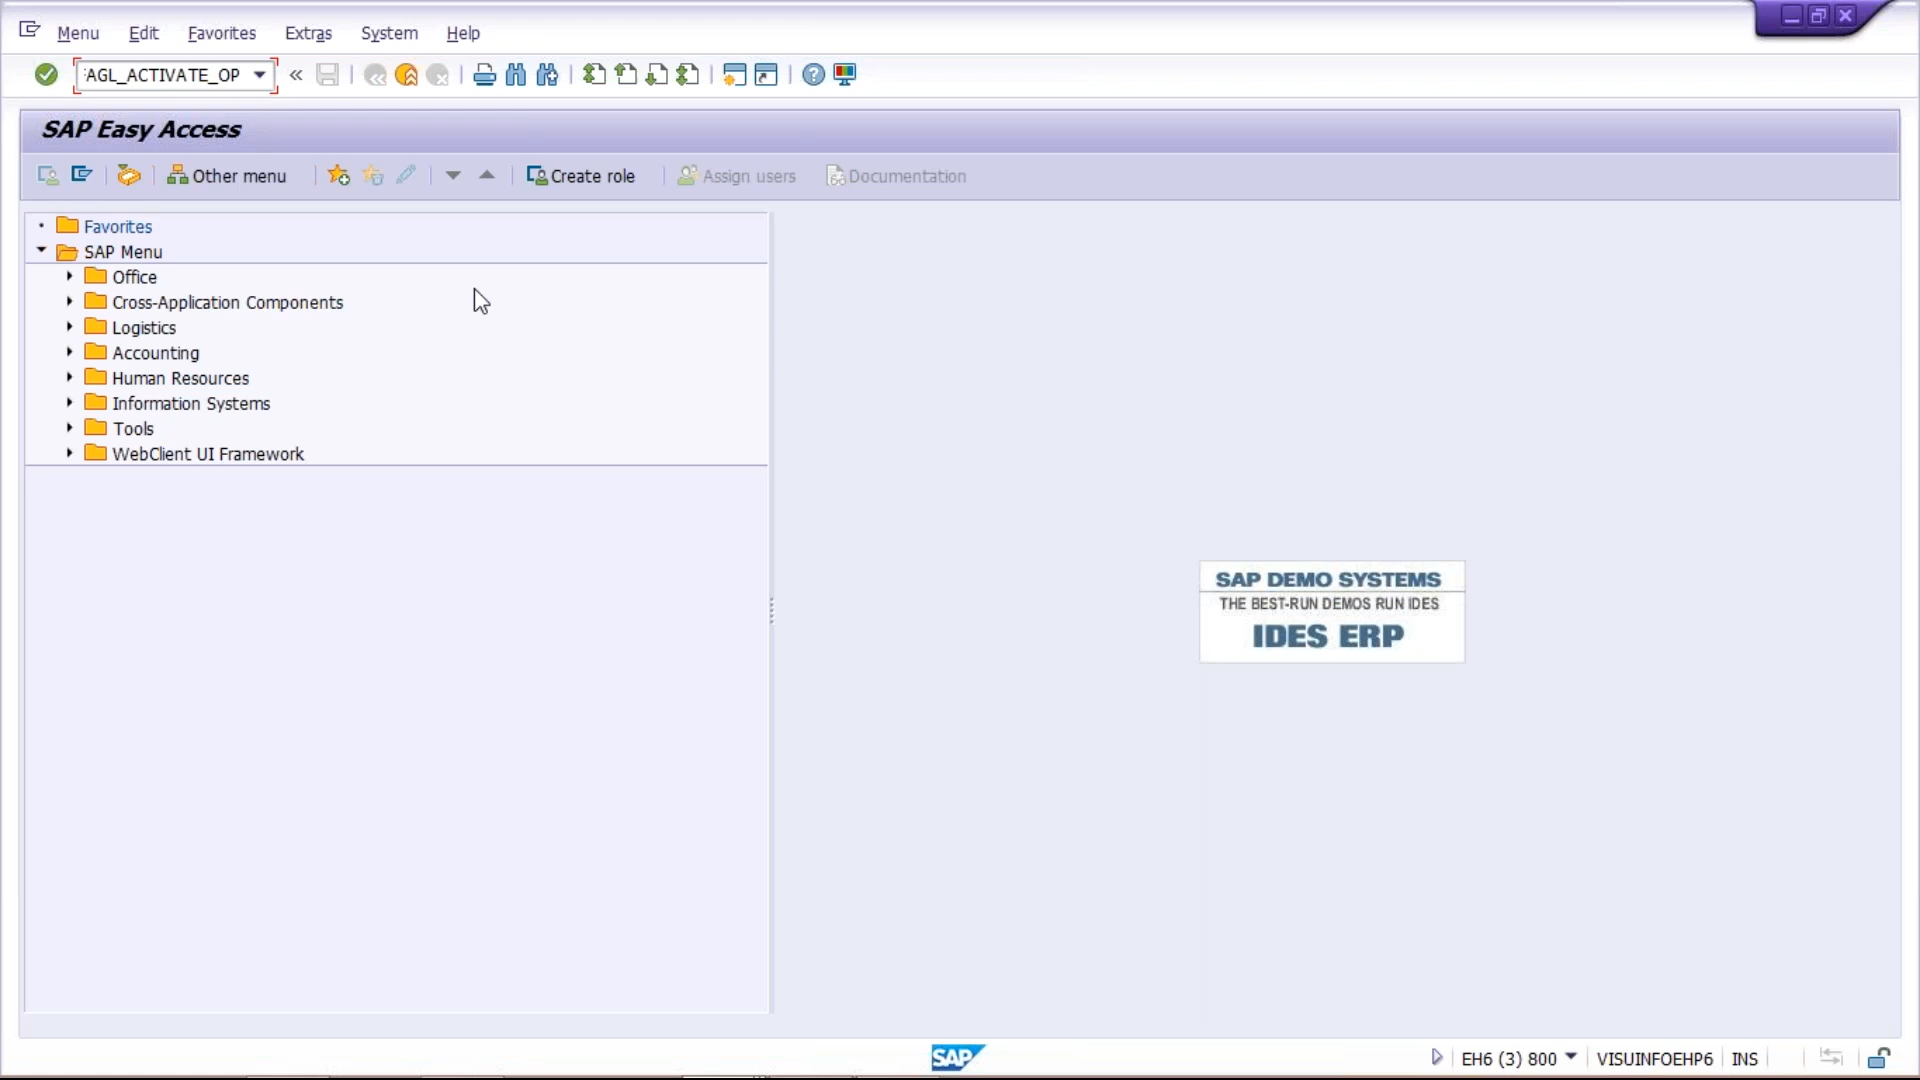 Menu Edit Favorites Extras System Help
AGL_ACTIVATE_OP
SAP Easy Access
Other menu Create role Assign users Documentation
Favorites
SAP Menu
Office
Cross-Application Components
Logistics
Accounting
Human Resources
Information Systems
Tools
WebClient UI Framework
SAP DEMO SYSTEMS
THE BEST-RUN DEMOS RUN IDES
IDES ERP
SAP EH6 (3) 800 VISUINFOEHP6 INS